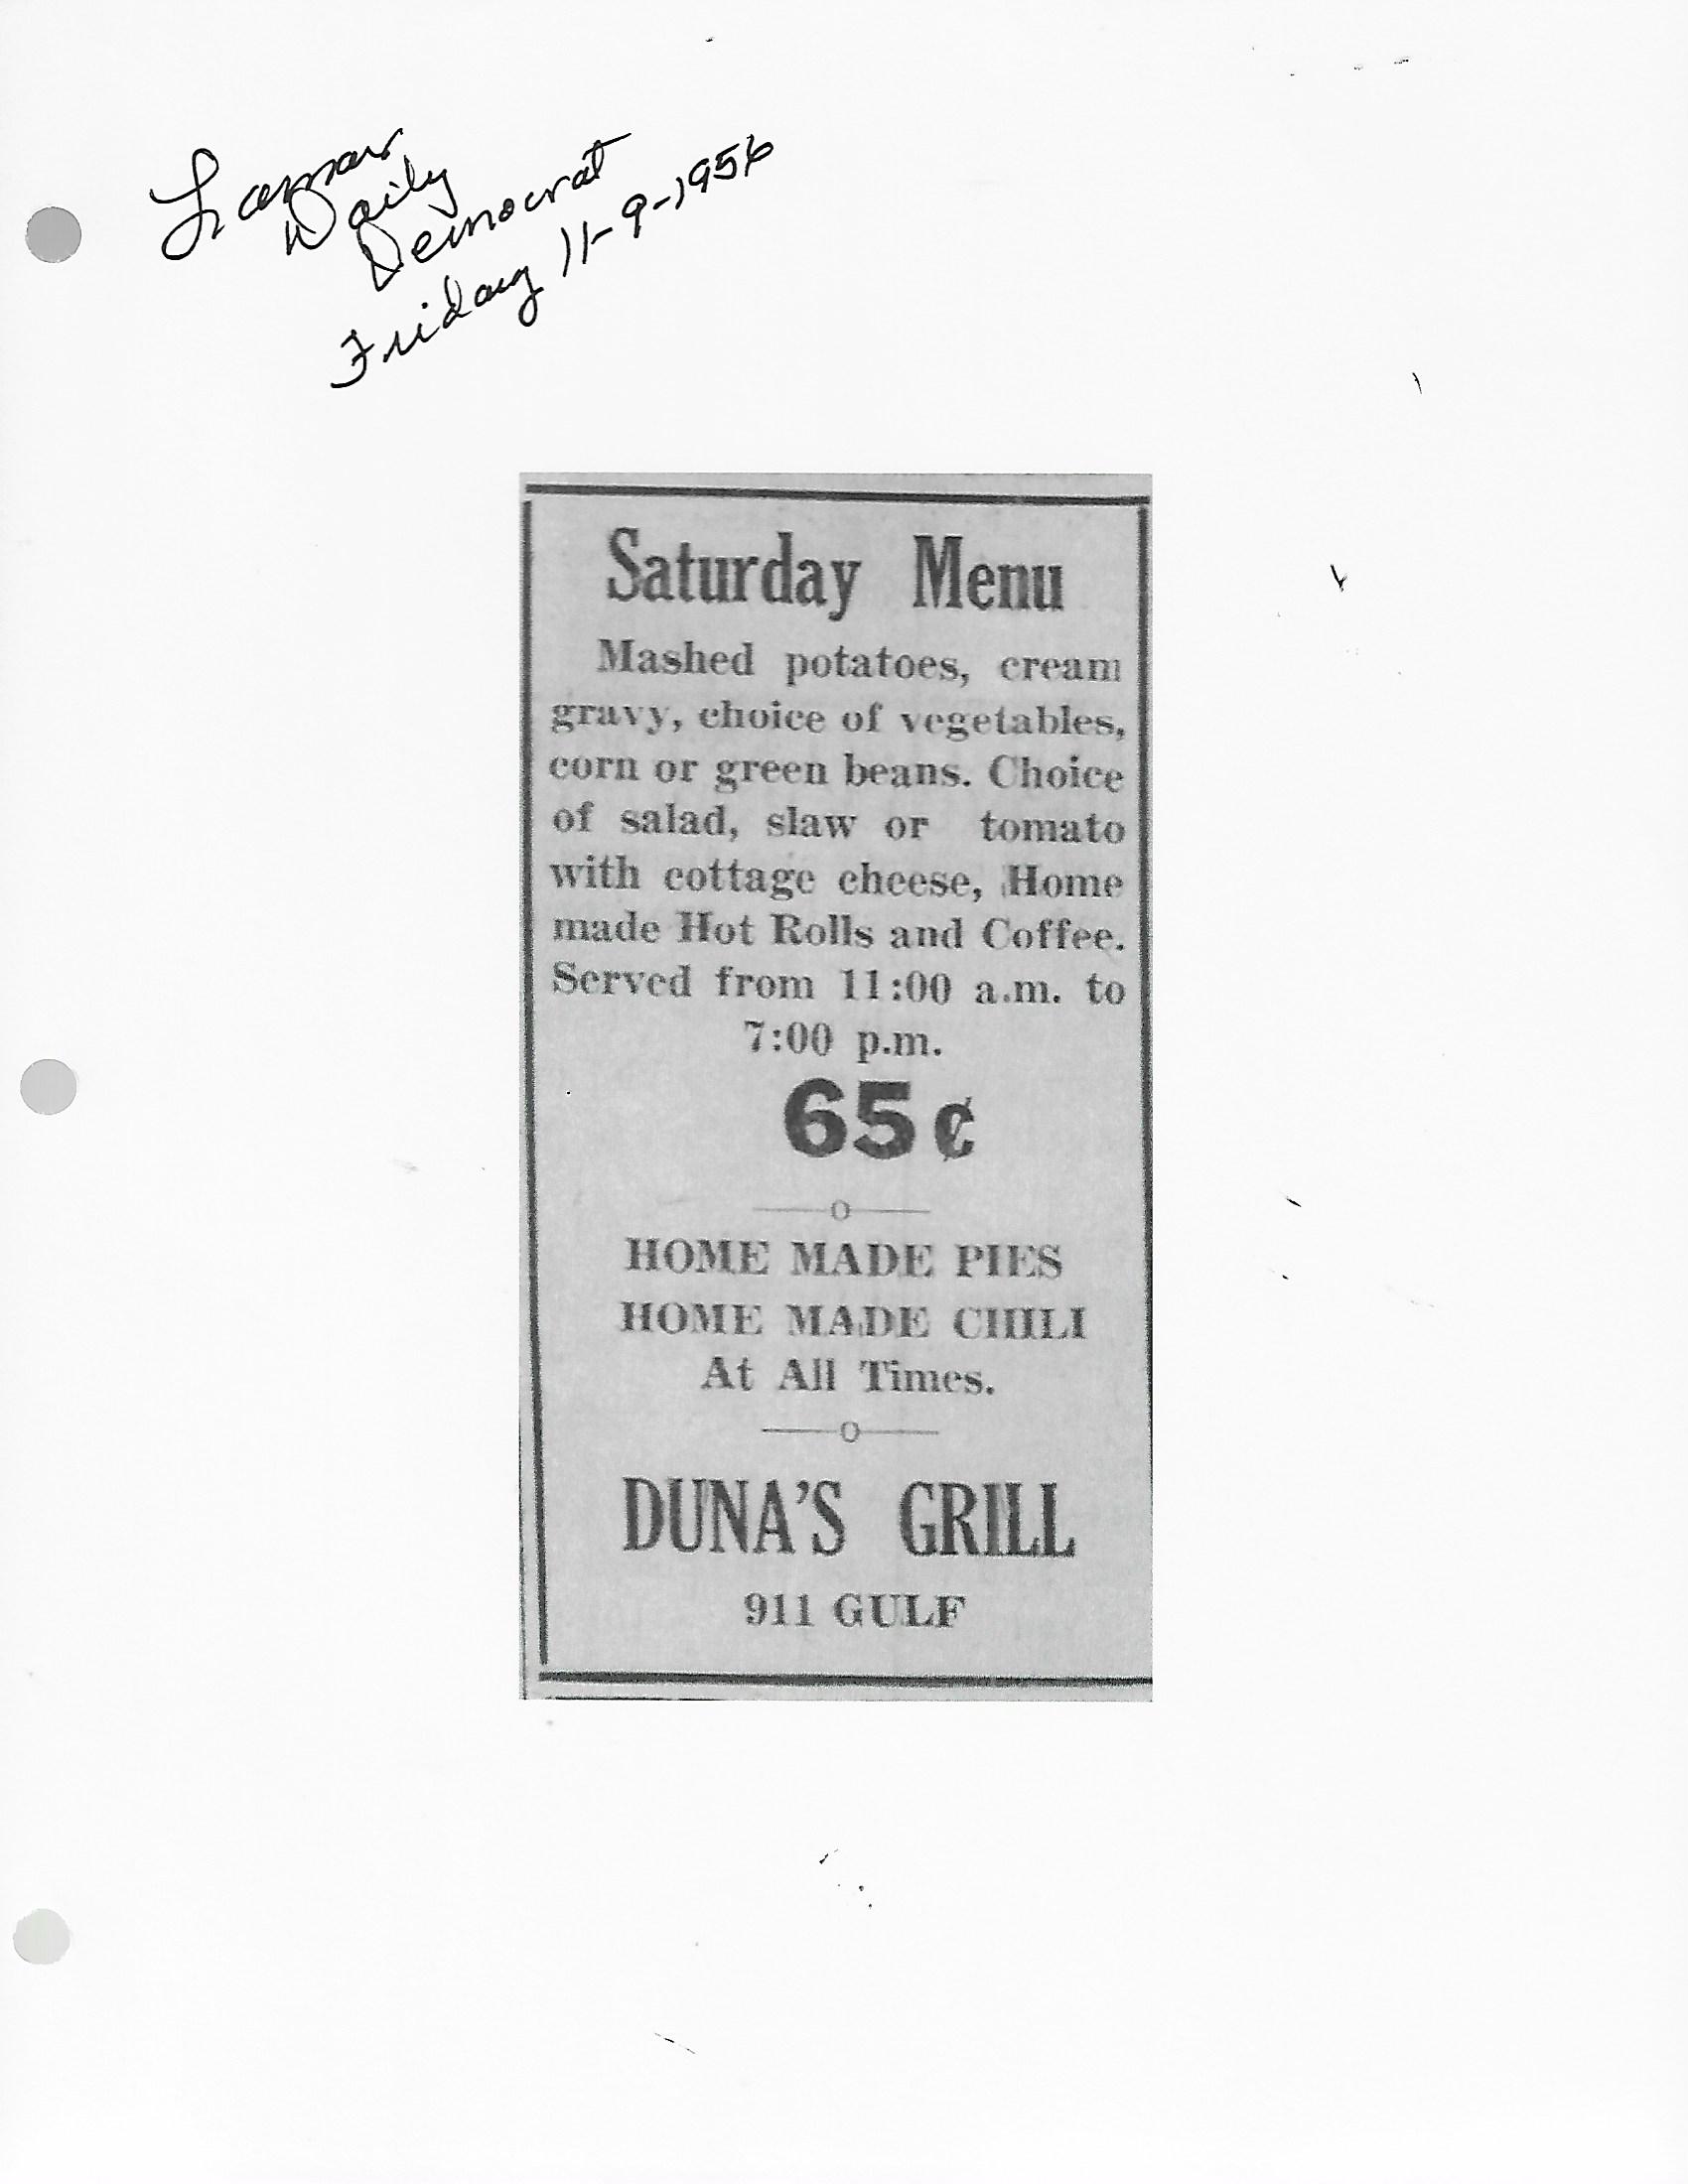 Lamar
Daily
Democrat
Friday 11-9-1956
Saturday Menu
Mashed potatoes, cream
gravy, choice of vegetables,
corn or green beans. Choice
of salad, slaw or tomato
with cottage cheese, Home
made Hot Rolls and Coffee.
Served from 11:00 a.m. to
7:00 p.m.
65¢
HOME MADE PIES
HOME MADE CHILI
At All Times.
DUNA'S GRILL
911 GULF